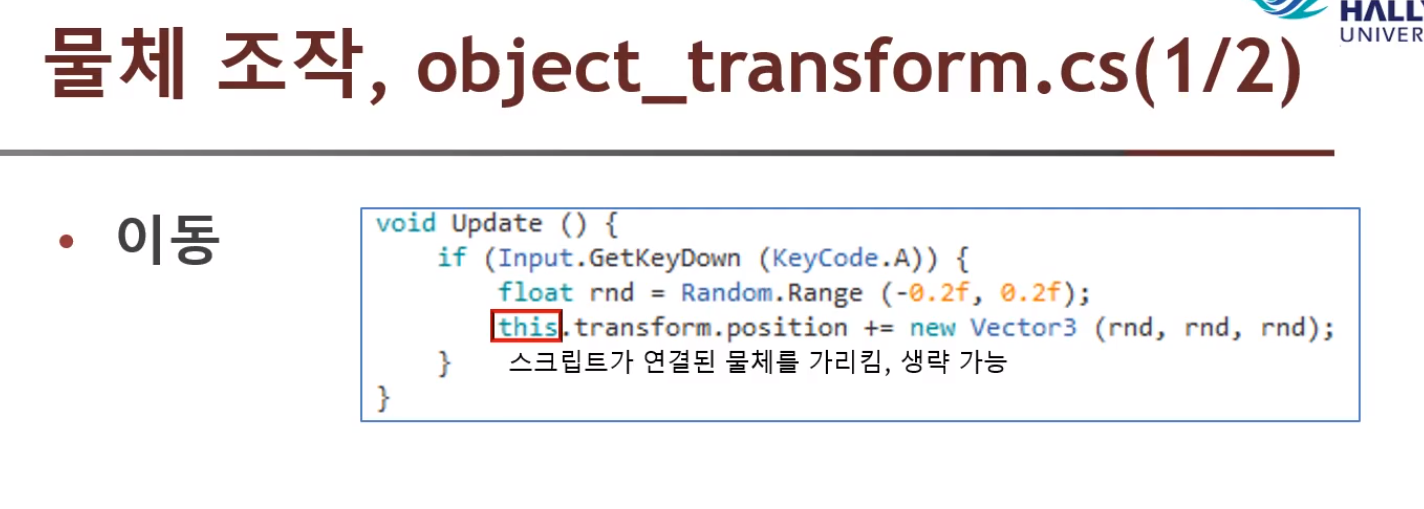 물체 조작, object_transform.cs(1/2)
• 이동
void Update () {
if (Input.GetKeyDown (KeyCode.A)) {
float rnd = Random.Range (-0.2f, 0.2f);
this.transform.position += new Vector3 (rnd, rnd, rnd);
} 스크립트가 연결된 물체를 가리킴, 생략 가능
}